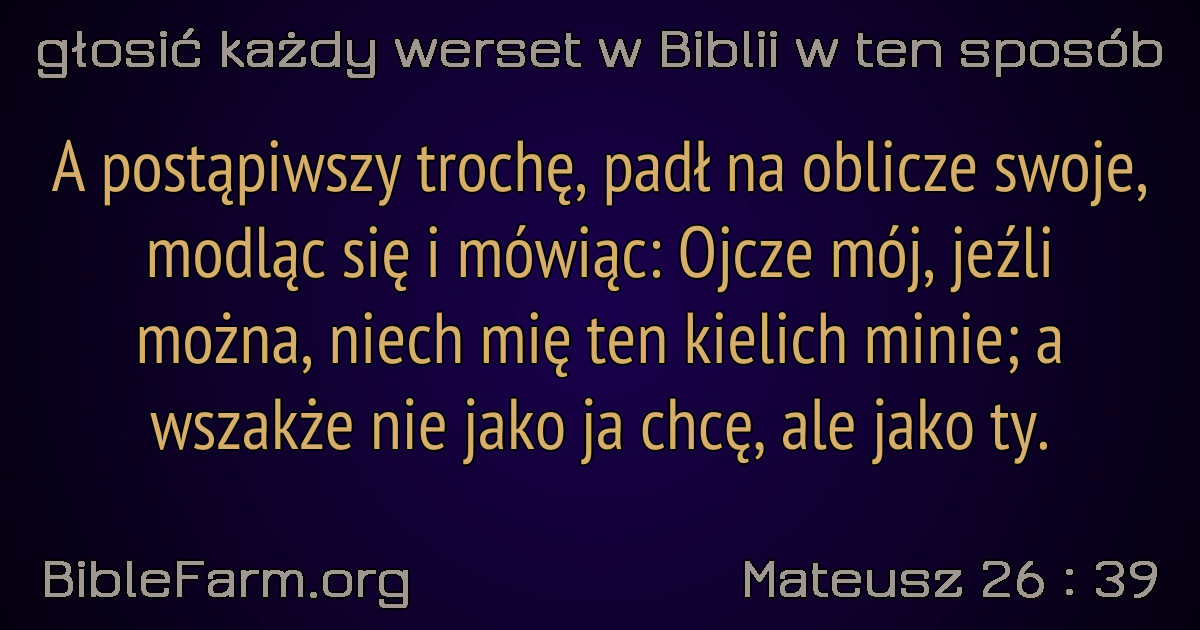 głosić każdy werset w Biblii w ten sposób
A postąpiwszy trochę, padł na oblicze swoje,
modląc się i mówiąc: Ojcze mój, jeźli
można, niech mię ten kielich minie; a
wszakże nie jako ja chcę, ale jako ty.
BibleFarm.org
Mateusz 26 : 39